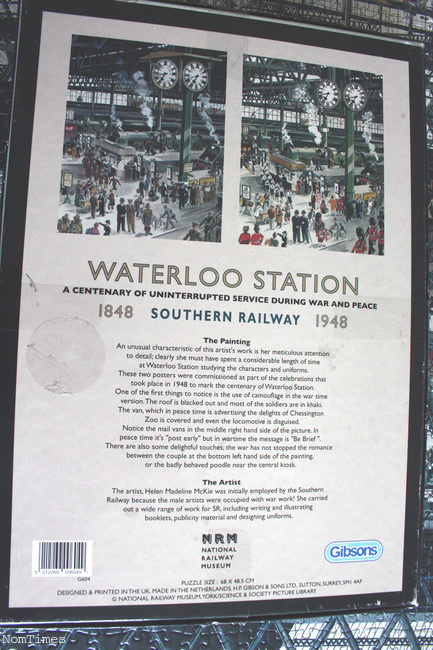 WATERLOO STATION
A CENTENARY OF UNINTERRUPTED SERVICE DURING WAR AND PEACE
1848 SOUTHERN RAILWAY 1948
The Painting
An unusual characteristic of this artist's work is her meticulous attention
to detail; clearly she must have spent a considerable length of time
at Waterloo Station studying the characters and uniforms.
These two posters were commissioned as part of the celebrations that
took place in 1948 to mark the centenary of Waterloo Station.
One of the first things to notice is the use of camouflage in the war time
version. The roof is blacked out and most of the soldiers are in khaki.
The van, which in peace time is advertising the delights of Chessington
Zoo is covered and even the locomotive is disguised.
Notice the mail vans in the middle right hand side of the picture. In
peace time it's "post early" but in wartime the message is "Be Brief ".
There are also some delightful touches; the war has not stopped the romance
between the couple at the bottom left hand side of the painting,
or the badly behaved poodle near the central kiosk.
The Artist
The artist, Helen Madeline McKie was initially employed by the Southern
Railway because the male artists were occupied with war work! She carried
out a wide range of work for SR, including writing and illustrating
booklets, publicity material and designing uniforms.
NRM
NATIONAL
RAILWAY
MUSEUM
Gibsons
G604
PUZZLE SIZE : 68 X 48.5 CM
DESIGNED & PRINTED IN THE UK. MADE IN THE NETHERLANDS. H.P. GIBSON & SONS LTD., SUTTON, SURREY, SM1 4AF
© NATIONAL RAILWAY MUSEUM, YORK/SCIENCE & SOCIETY PICTURE LIBRARY
NomTimes